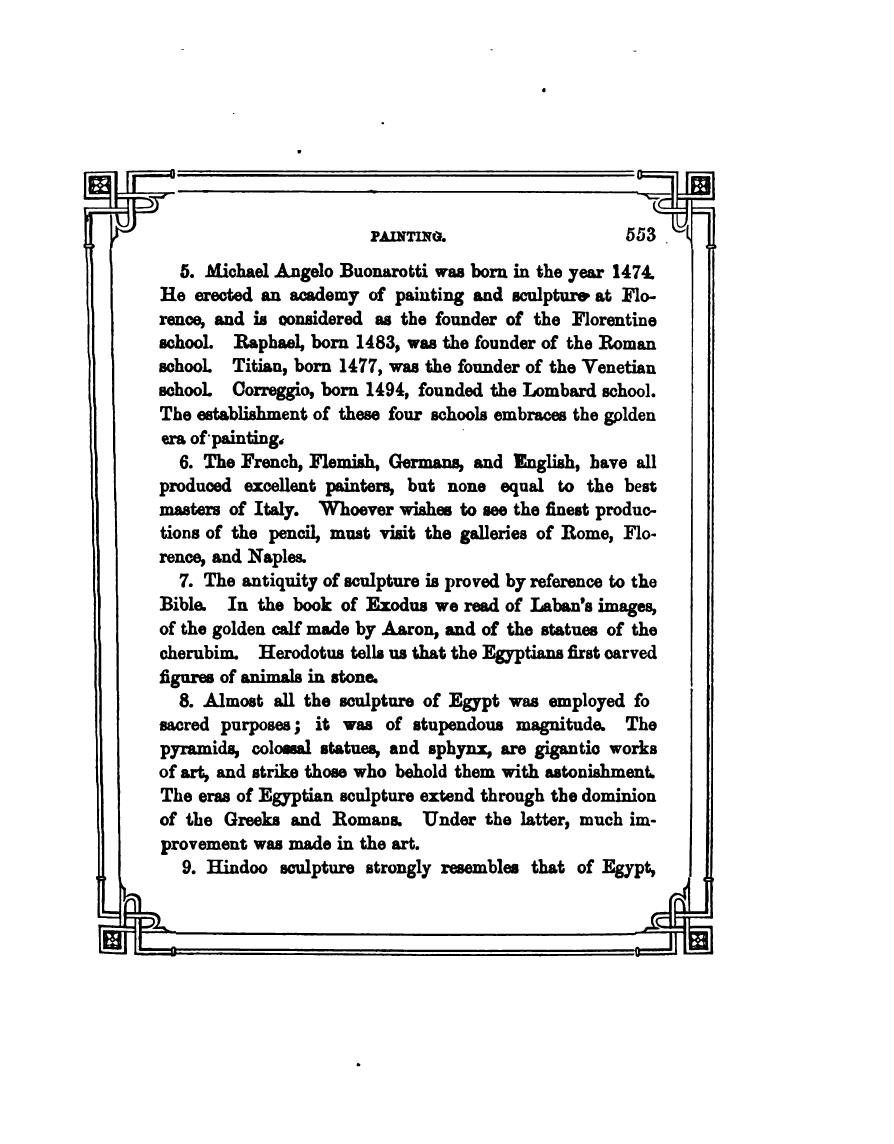 PAINTING. 553
5. Michael Angelo Buonarotti was born in the year 1474.
He erected an academy of painting and sculpture at Flo-
rence, and is considered as the founder of the Florentine
school. Raphael, born 1483, was the founder of the Roman
school. Titian, born 1477, was the founder of the Venetian
school. Correggio, born 1494, founded the Lombard school.
The establishment of these four schools embraces the golden
era of painting.
6. The French, Flemish, Germans, and English, have all
produced excellent painters, but none equal to the best
masters of Italy. Whoever wishes to see the finest produc-
tions of the pencil, must visit the galleries of Rome, Flo-
rence, and Naples.
7. The antiquity of sculpture is proved by reference to the
Bible. In the book of Exodus we read of Laban's images,
of the golden calf made by Aaron, and of the statues of the
cherubim. Herodotus tells us that the Egyptians first carved
figures of animals in stone.
8. Almost all the sculpture of Egypt was employed fo
sacred purposes; it was of stupendous magnitude. The
pyramids, colossal statues, and sphynx, are gigantic works
of art, and strike those who behold them with astonishment.
The eras of Egyptian sculpture extend through the dominion
of the Greeks and Romans. Under the latter, much im-
provement was made in the art.
9. Hindoo sculpture strongly resembles that of Egypt,